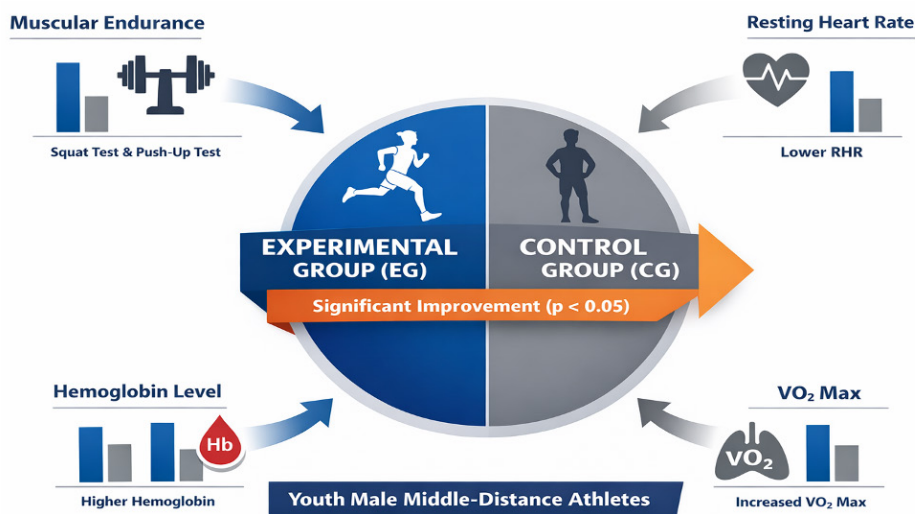 Muscular Endurance
Squat Test & Push-Up Test
Resting Heart Rate
Lower RHR
EXPERIMENTAL
GROUP (EG)
CONTROL
GROUP (CG)
Significant Improvement (p < 0.05)
Hemoglobin Level
Hb
Higher Hemoglobin
VO₂ Max
VO₂
Increased VO₂ Max
Youth Male Middle-Distance Athletes